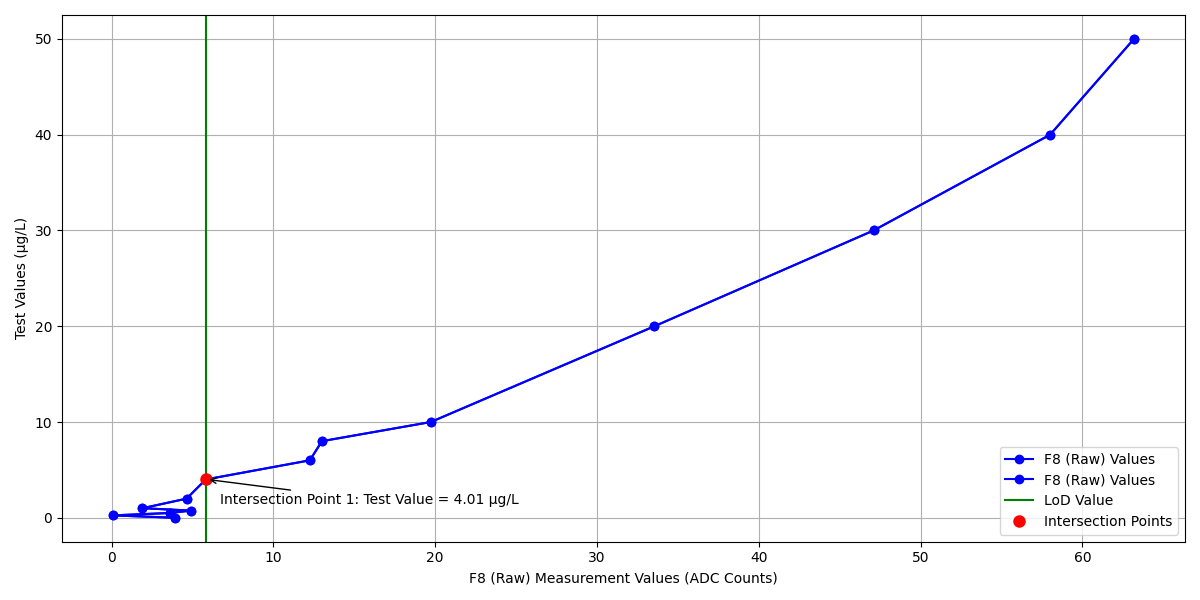 50
40
30
20
10
0
Test Values (µg/L)
Intersection Point 1: Test Value = 4.01 µg/L
F8 (Raw) Values
F8 (Raw) Values
LoD Value
Intersection Points
0 10 20 30 40 50 60
F8 (Raw) Measurement Values (ADC Counts)